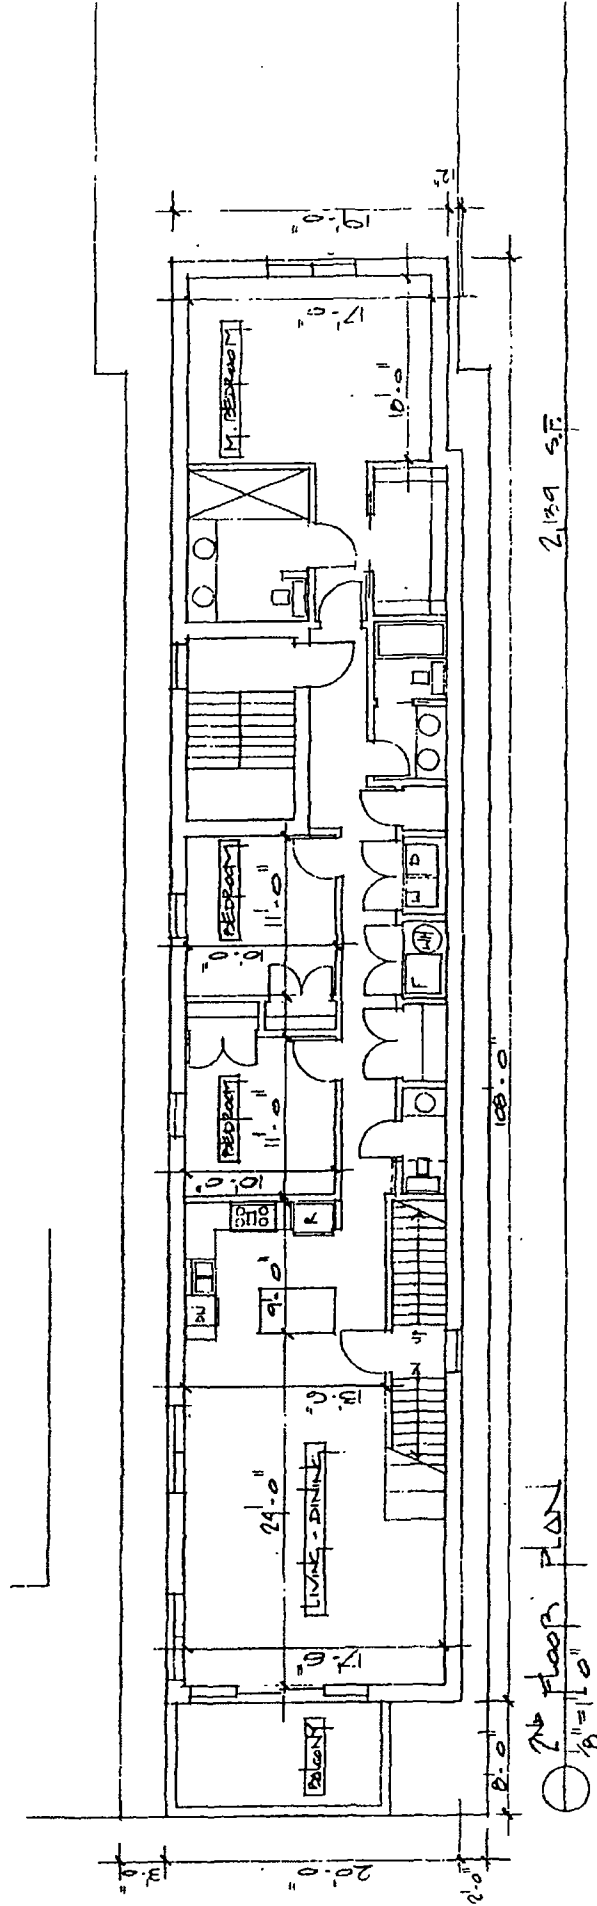 19'-0"
12"
17'-0"
M. BEDROOM
10'-0"
2,139 S.F.
BEDROOM
11'-0"
10'-0"
W D
WH
F
BEDROOM
11'-0"
10'-0"
108'-0"
R
DW
9'-0"
UP
13'-6"
24'-0"
LIVING - DINING
17'-6"
BALCONY
8'-0"
2ND FLOOR PLAN
1/8"=1'-0"
3'-0"
20'-0"
2'-0"